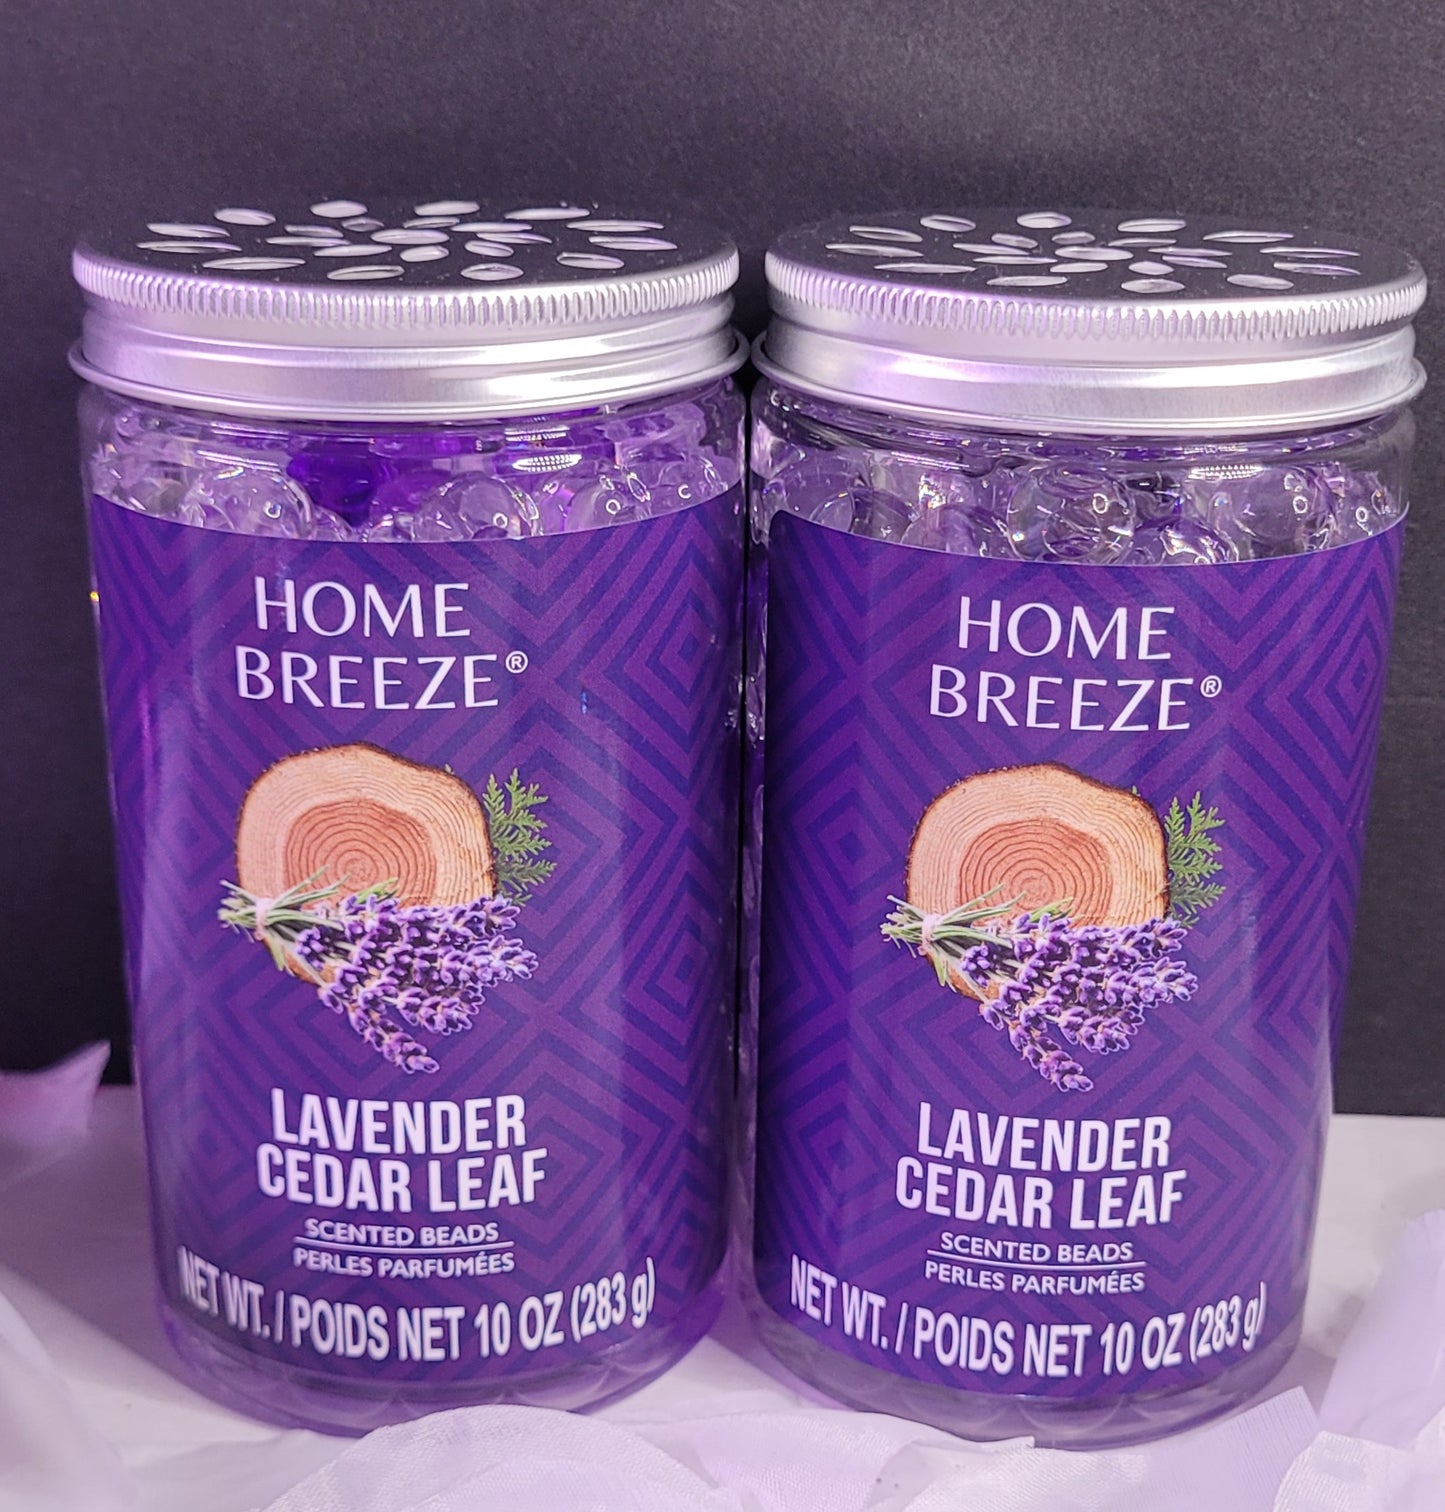 HOME
BREEZE®
LAVENDER
CEDAR LEAF
SCENTED BEADS
PERLES PARFUMÉES
NET WT. / POIDS NET 10 OZ (283 g)
HOME
BREEZE®
LAVENDER
CEDAR LEAF
SCENTED BEADS
PERLES PARFUMÉES
NET WT. / POIDS NET 10 OZ (283 g)